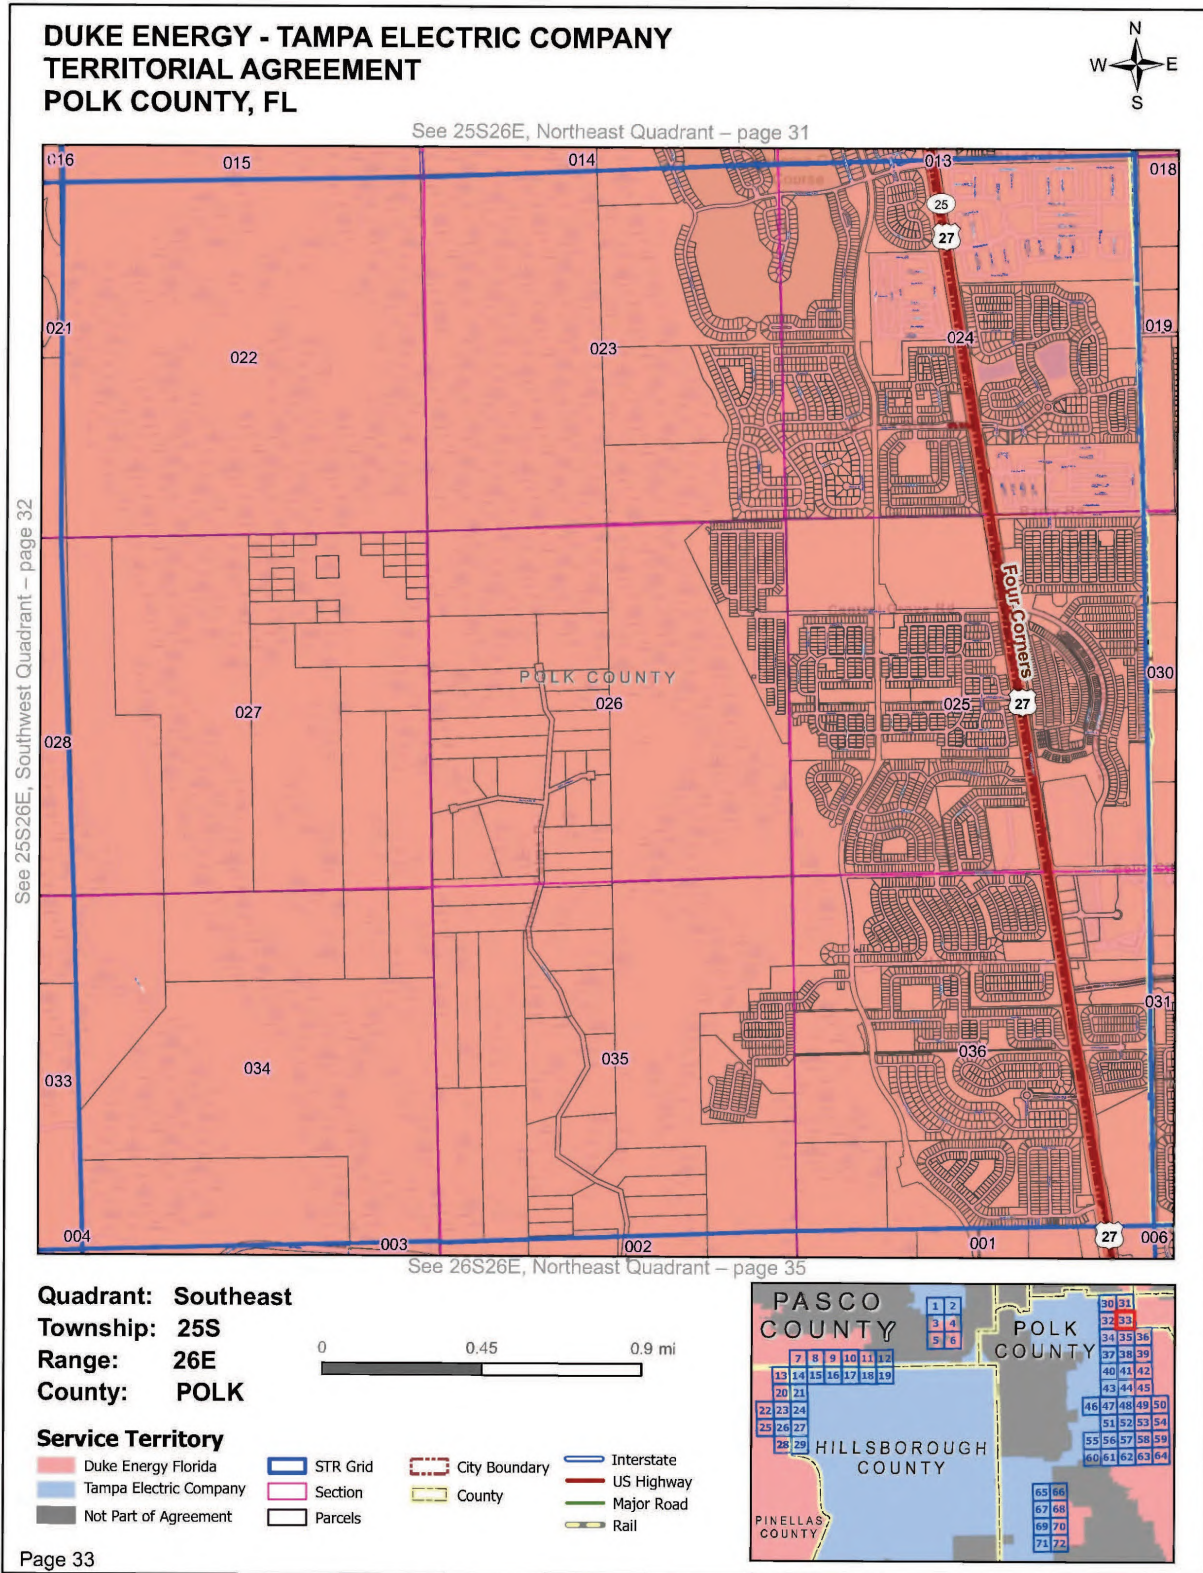 DUKE ENERGY - TAMPA ELECTRIC COMPANY
TERRITORIAL AGREEMENT
POLK COUNTY, FL
N
W E
S
See 25S26E, Northeast Quadrant – page 31
016 015 014 013 018
Course
25
27
021 022 023 024 019
See 25S26E, Southwest Quadrant – page 32
Four Corners
POLK COUNTY
028 027 026 025 27 030
033 034 035 036 031
004 003 002 001 27 006
See 26S26E, Northeast Quadrant – page 35
Quadrant: Southeast
Township: 25S
Range: 26E
County: POLK
0 0.45 0.9 mi
Service Territory
Duke Energy Florida
Tampa Electric Company
Not Part of Agreement
STR Grid
Section
Parcels
City Boundary
County
Interstate
US Highway
Major Road
Rail
PASCO
COUNTY
POLK
COUNTY
HILLSBOROUGH
COUNTY
PINELLAS
COUNTY
1 2
3 4
5 6
7 8 9 10 11 12
13 14 15 16 17 18 19
20 21
22 23 24
25 26 27
28 29
30 31
32 33
34 35 36
37 38 39
40 41 42
43 44 45
46 47 48 49 50
51 52 53 54
55 56 57 58 59
60 61 62 63 64
65 66
67 68
69 70
71 72
Page 33